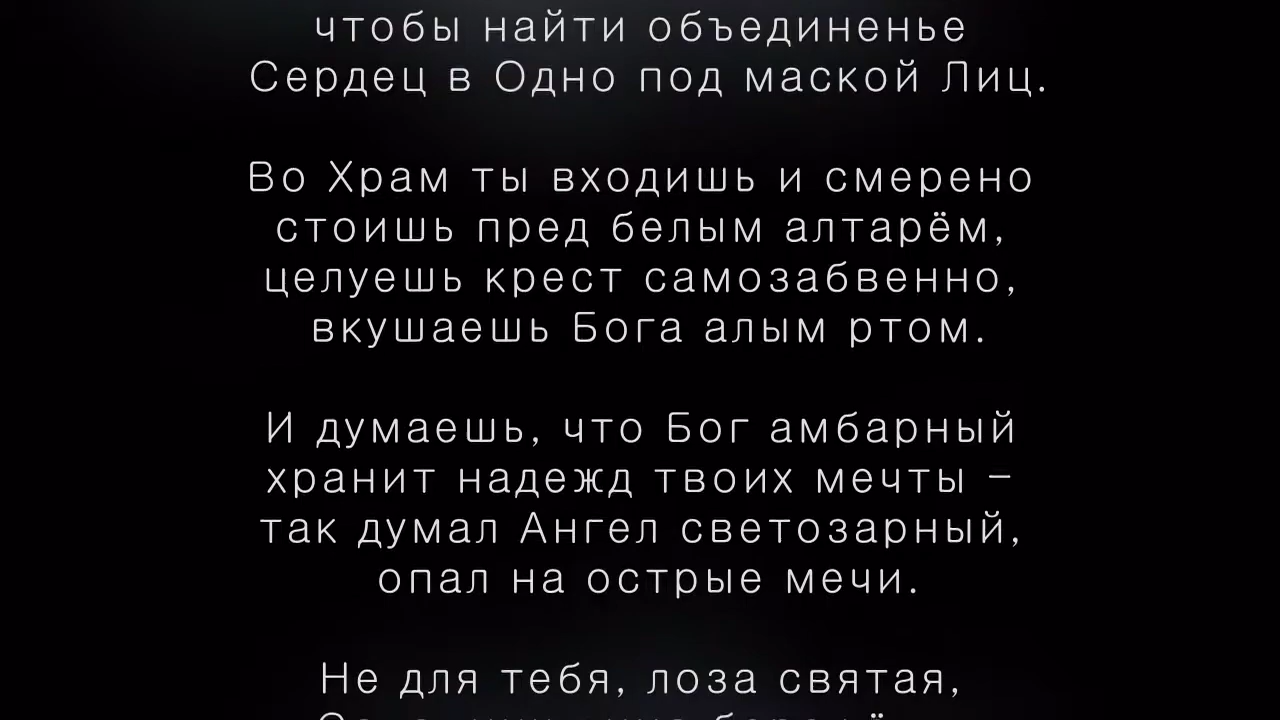 чтобы найти объединенье
Сердец в Одно под маской Лиц.
Во Храм ты входишь и смерено
стоишь пред белым алтарём,
целуешь крест самозабвенно,
вкушаешь Бога алым ртом.
И думаешь, что Бог амбарный
хранит надежд твоих мечты –
так думал Ангел светозарный,
опал на острые мечи.
Не для тебя, лоза святая,